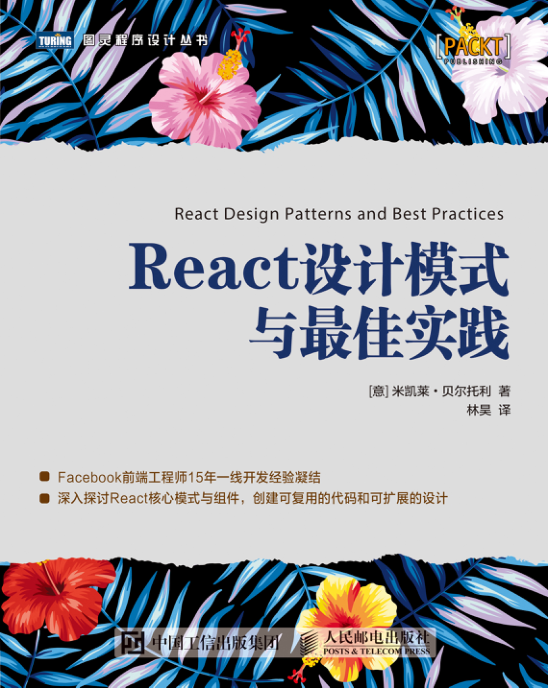 TURING 图灵程序设计丛书
[PACKT]
PUBLISHING
React Design Patterns and Best Practices
React设计模式
与最佳实践
[意] 米凯莱·贝尔托利 著
林昊 译
Facebook前端工程师15年一线开发经验凝结
深入探讨React核心模式与组件，创建可复用的代码和可扩展的设计
中国工信出版集团 人民邮电出版社
POSTS & TELECOM PRESS